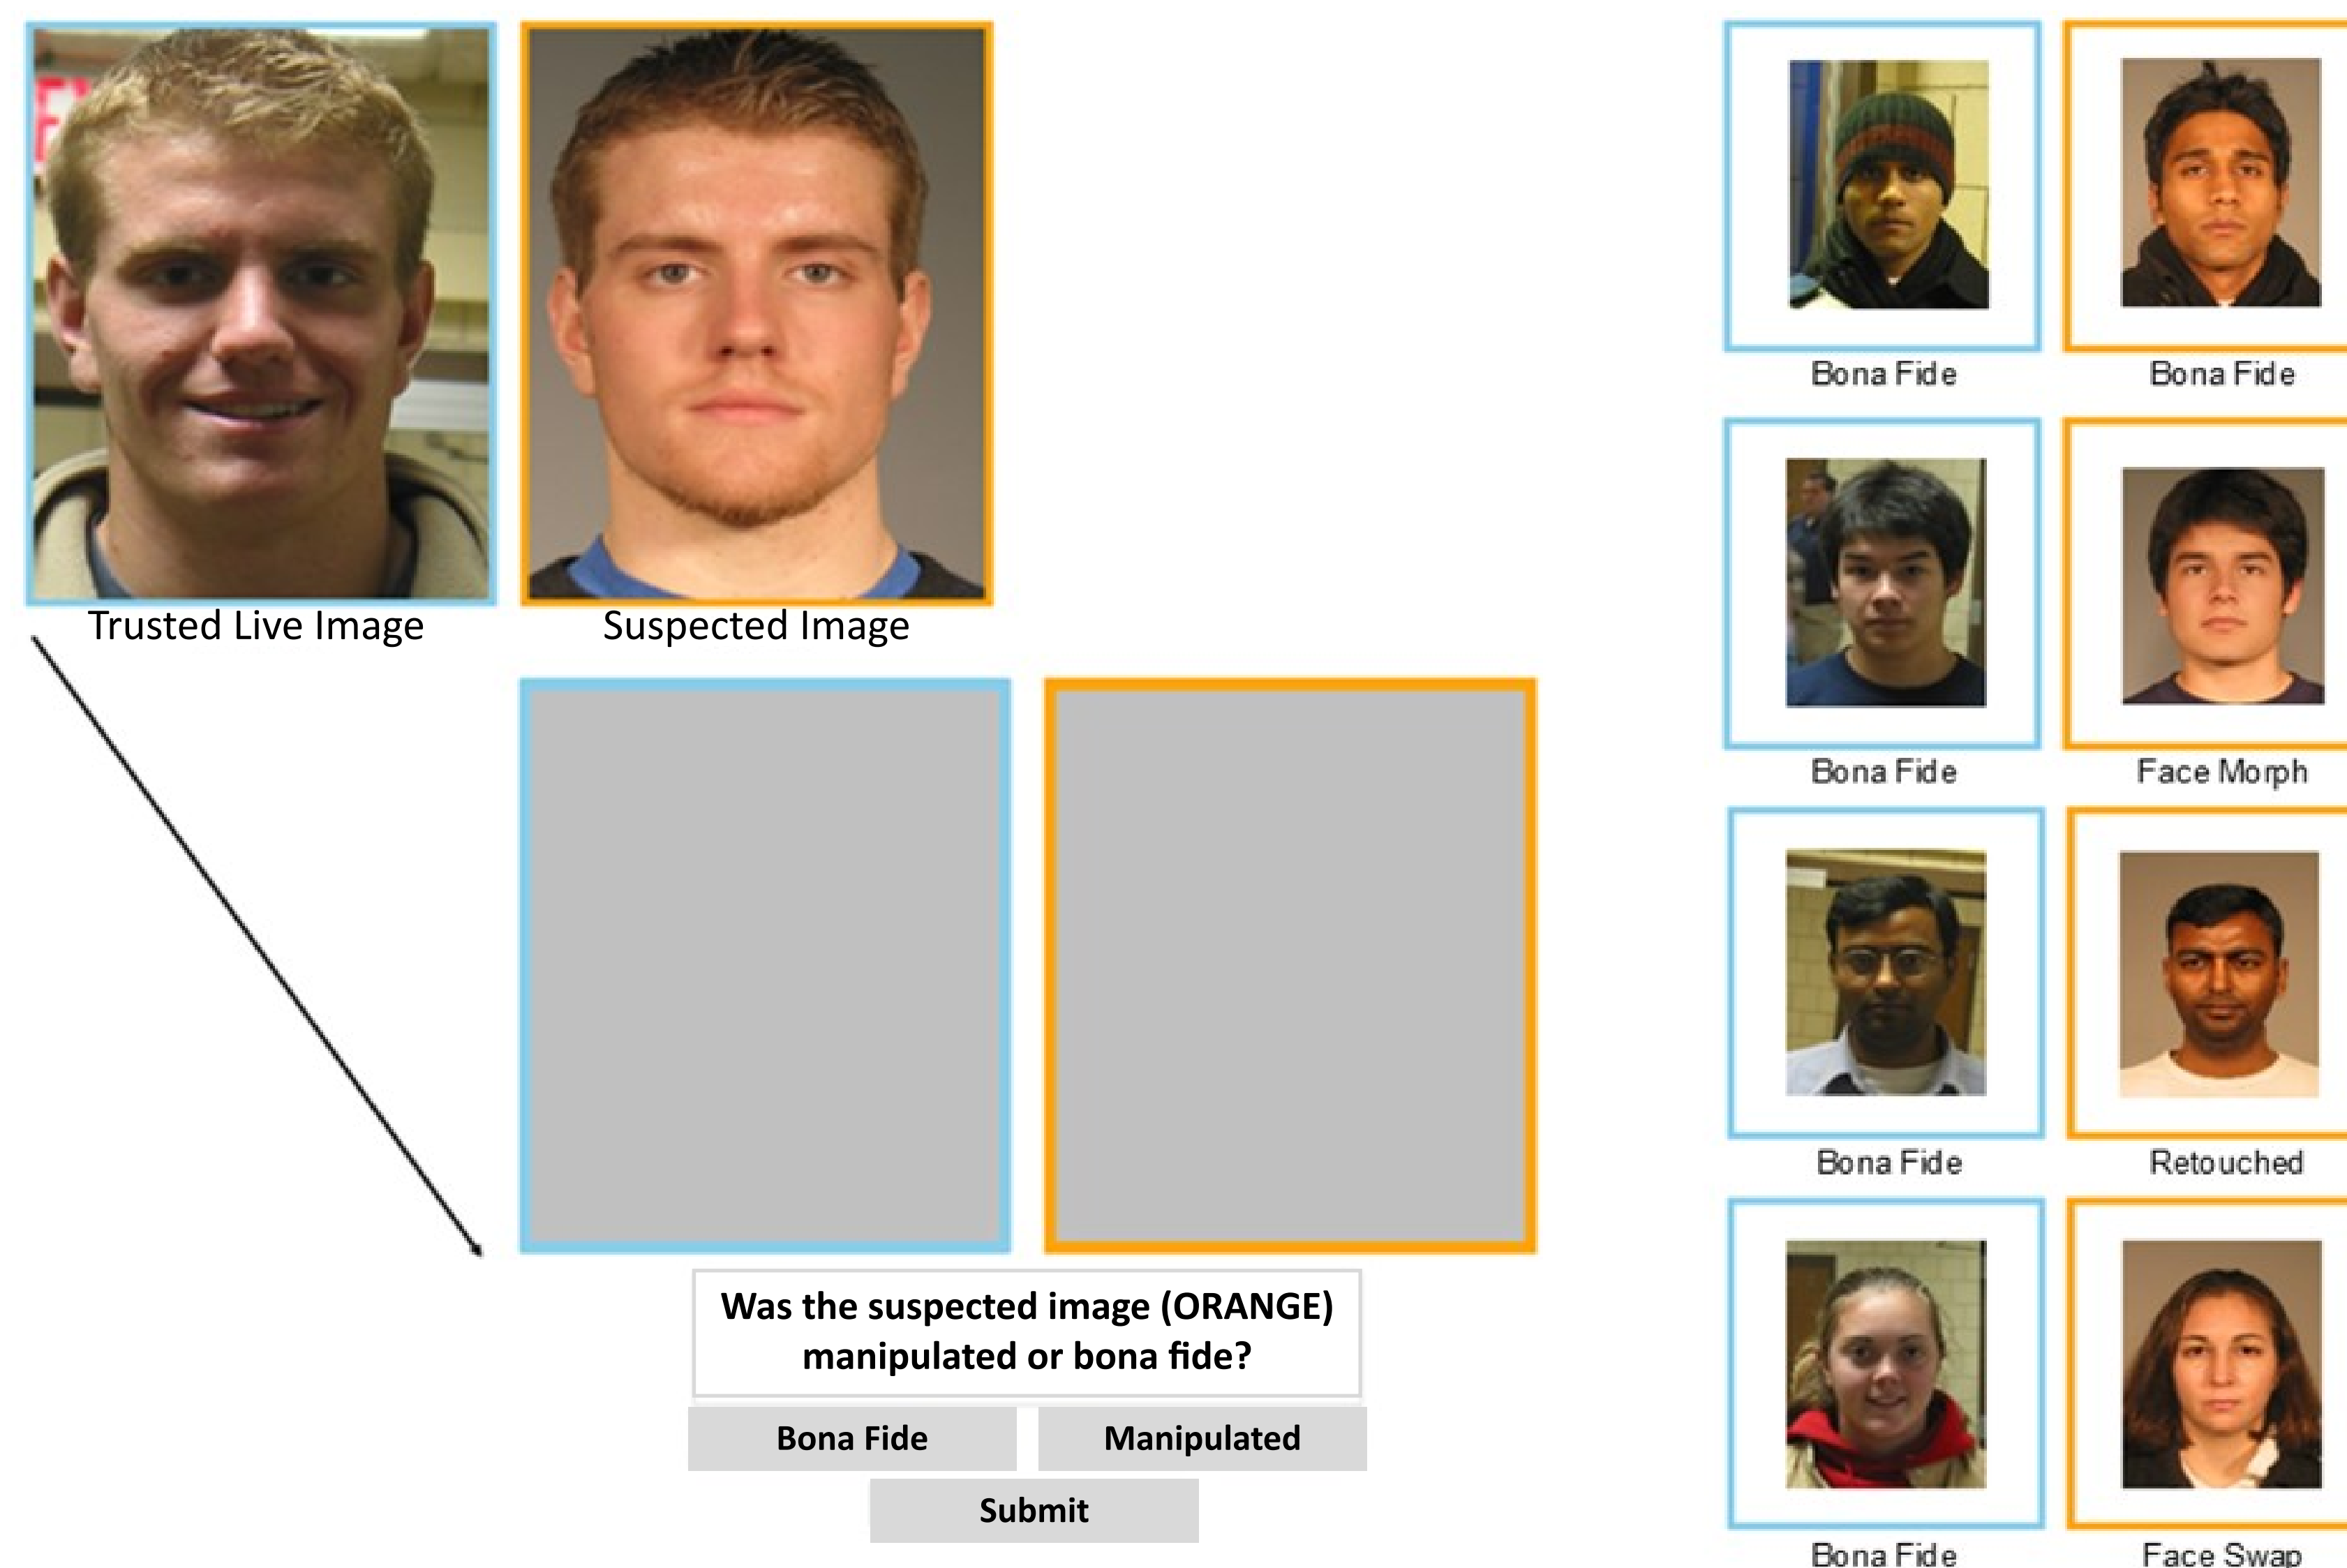 Trusted Live Image
Suspected Image
Was the suspected image (ORANGE)
manipulated or bona fide?
Bona Fide
Manipulated
Submit
Bona Fide
Bona Fide
Bona Fide
Face Morph
Bona Fide
Retouched
Bona Fide
Face Swap